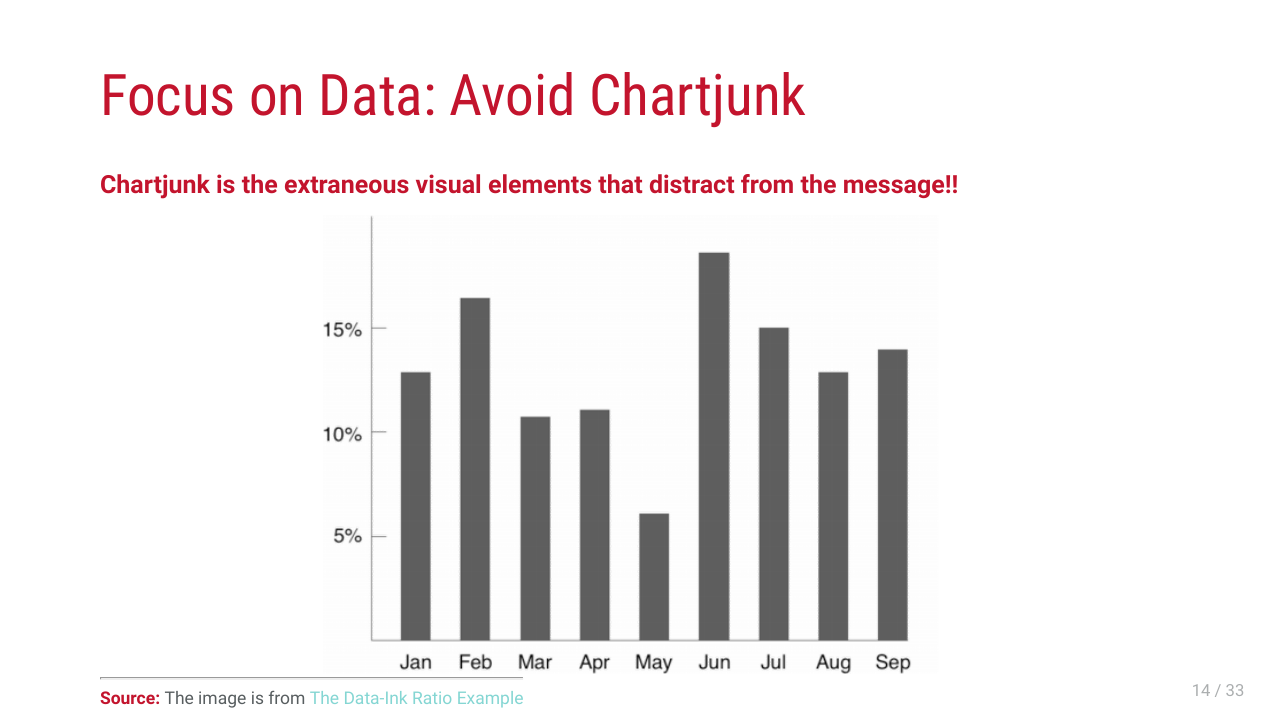 Focus on Data: Avoid Chartjunk
Chartjunk is the extraneous visual elements that distract from the message!!
15%
10%
5%
Jan Feb Mar Apr May Jun Jul Aug Sep
Source: The image is from The Data-Ink Ratio Example
14 / 33